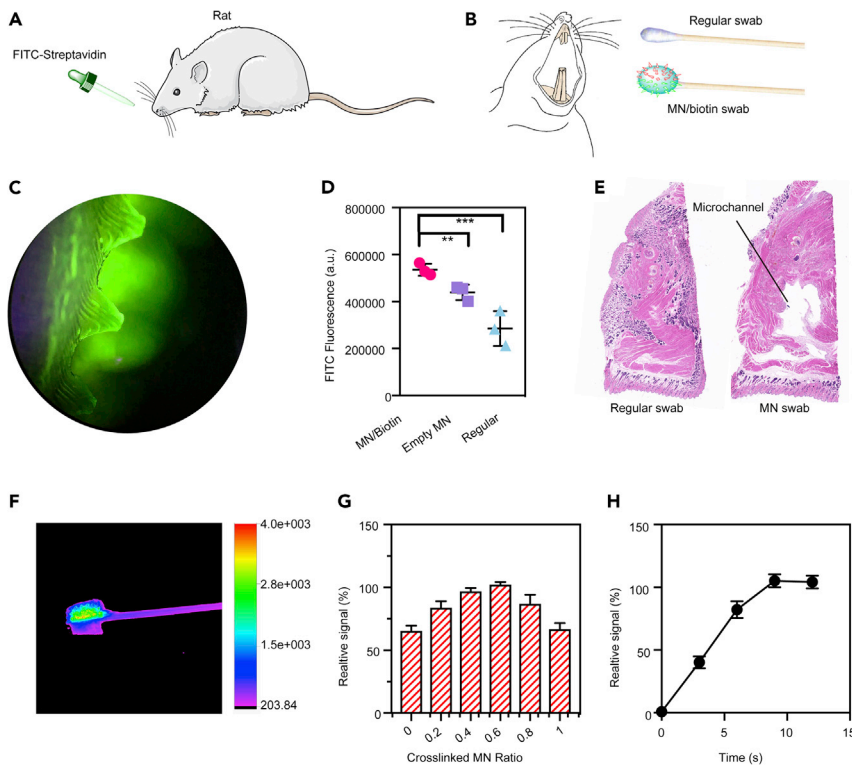 A
Rat
FITC-Streptavidin
B
Regular swab
MN/biotin swab
C
D
800000
600000
400000
200000
0
FITC Fluorescence (a.u.)
***
**
MN/Biotin
Empty MN
Regular
E
Microchannel
Regular swab
MN swab
F
4.0e+003
2.8e+003
1.5e+003
203.84
G
150
100
50
0
Realtive signal (%)
0
0.2
0.4
0.6
0.8
1
Crosslinked MN Ratio
H
150
100
50
0
Realtive signal (%)
0
5
10
15
Time (s)